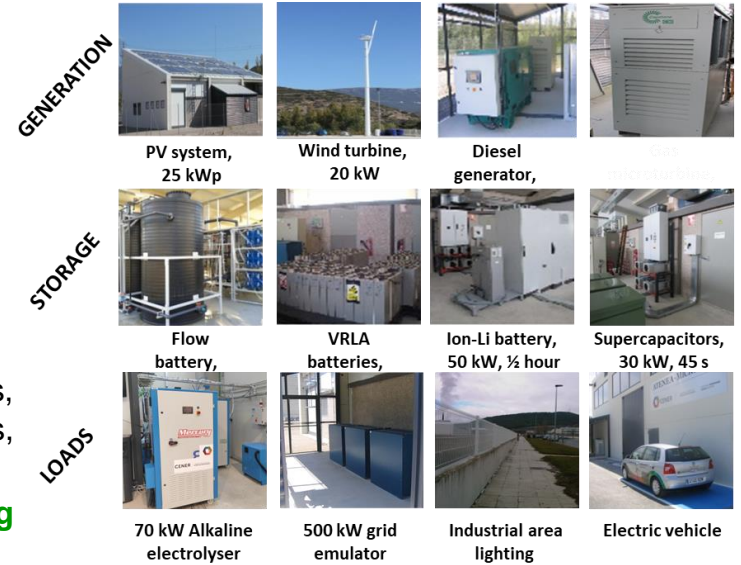 GENERATION
PV system,
25 kWp
Wind turbine,
20 kW
Diesel
generator,
STORAGE
Flow
battery,
VRLA
batteries,
Ion-Li battery,
50 kW, ½ hour
Supercapacitors,
30 kW, 45 s
s,
s,
LOADS
g
70 kW Alkaline
electrolyser
500 kW grid
emulator
Industrial area
lighting
Electric vehicle